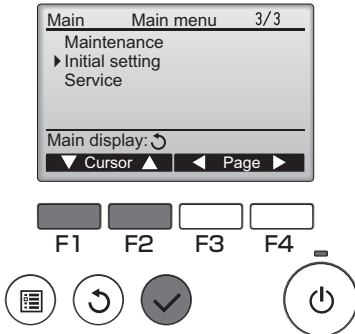 Main Main menu 3/3
Maintenance
Initial setting
Service
Main display:
Cursor Page
F1 F2 F3 F4